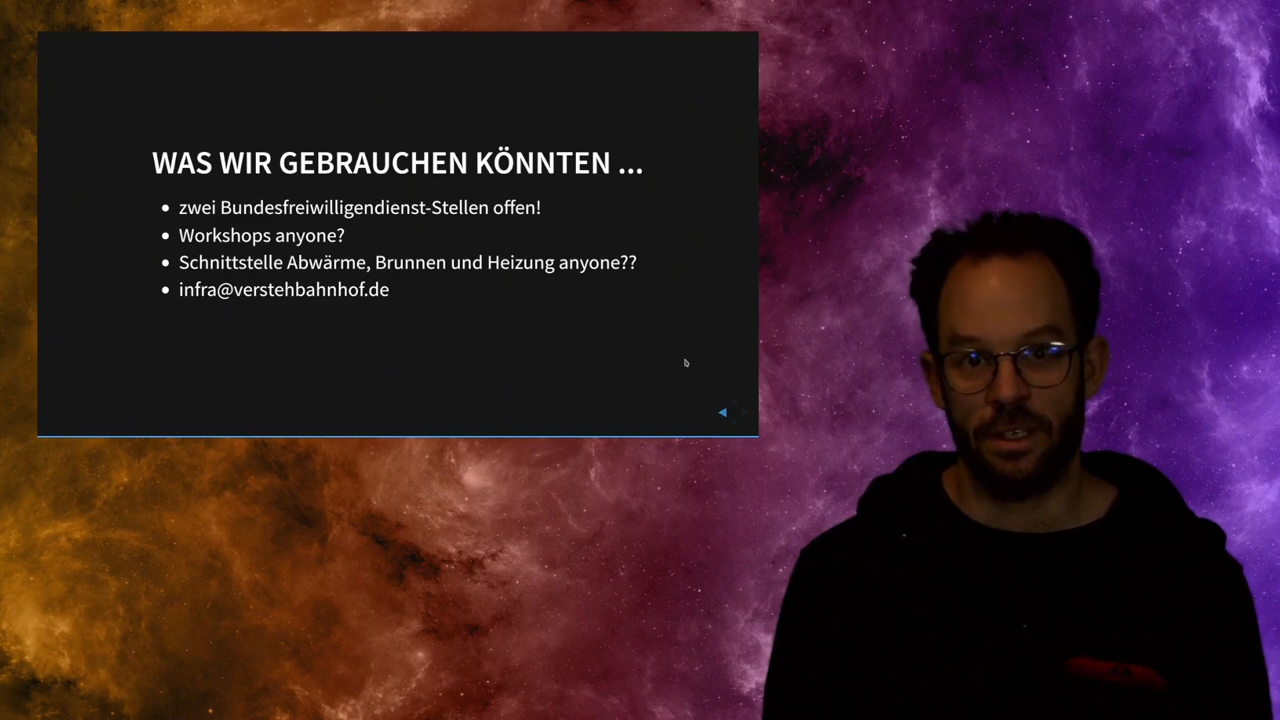 WAS WIR GEBRAUCHEN KÖNNTEN ...
zwei Bundesfreiwilligendienst-Stellen offen!
Workshops anyone?
Schnittstelle Abwärme, Brunnen und Heizung anyone??
infra@verstehbahnhof.de